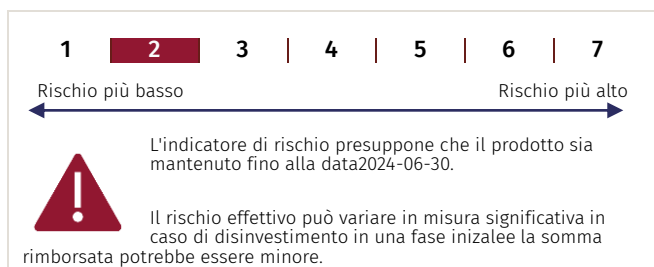 1 2 3 4 5 6 7
Rischio più basso Rischio più alto
L'indicatore di rischio presuppone che il prodotto sia
mantenuto fino alla data2024-06-30.
Il rischio effettivo può variare in misura significativa in
caso di disinvestimento in una fase inizalee la somma
rimborsata potrebbe essere minore.